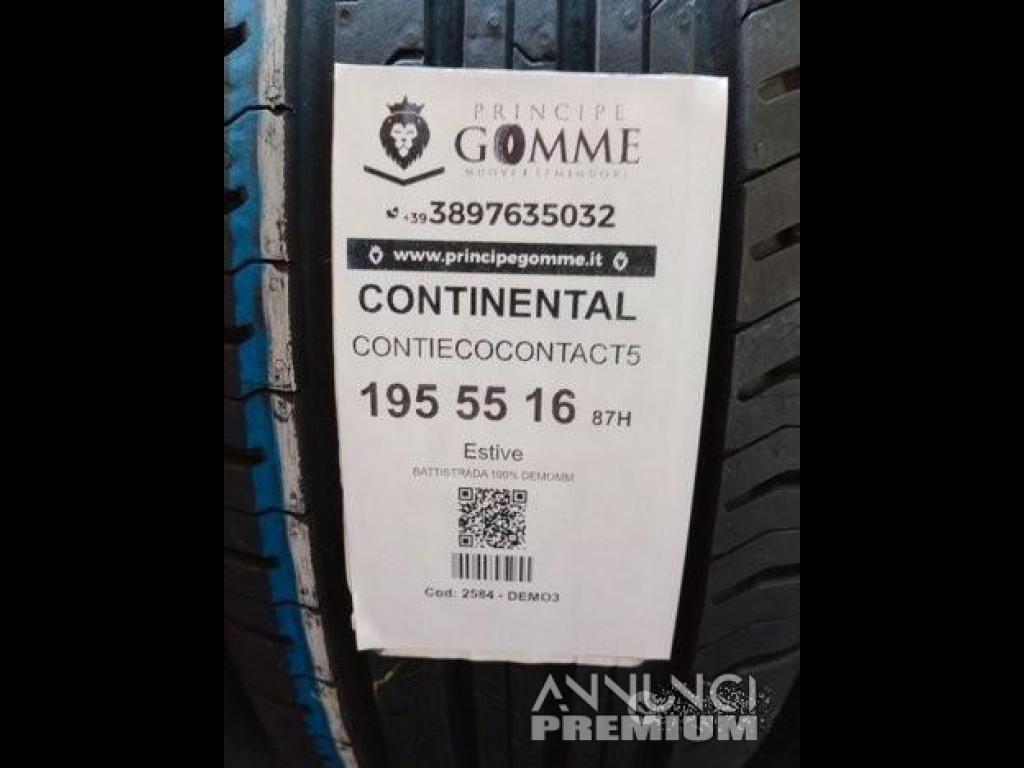 PRINCIPE
GOMME
NUOVE E SEMINUOVE
+39 3897635032
www.principegomme.it
CONTINENTAL
CONTIECOCONTACT5
195 55 16 87H
Estive
BATTISTRADA 100% DEMOMM
Cod: 2584 - DEMO3
ANNUNCI
PREMIUM